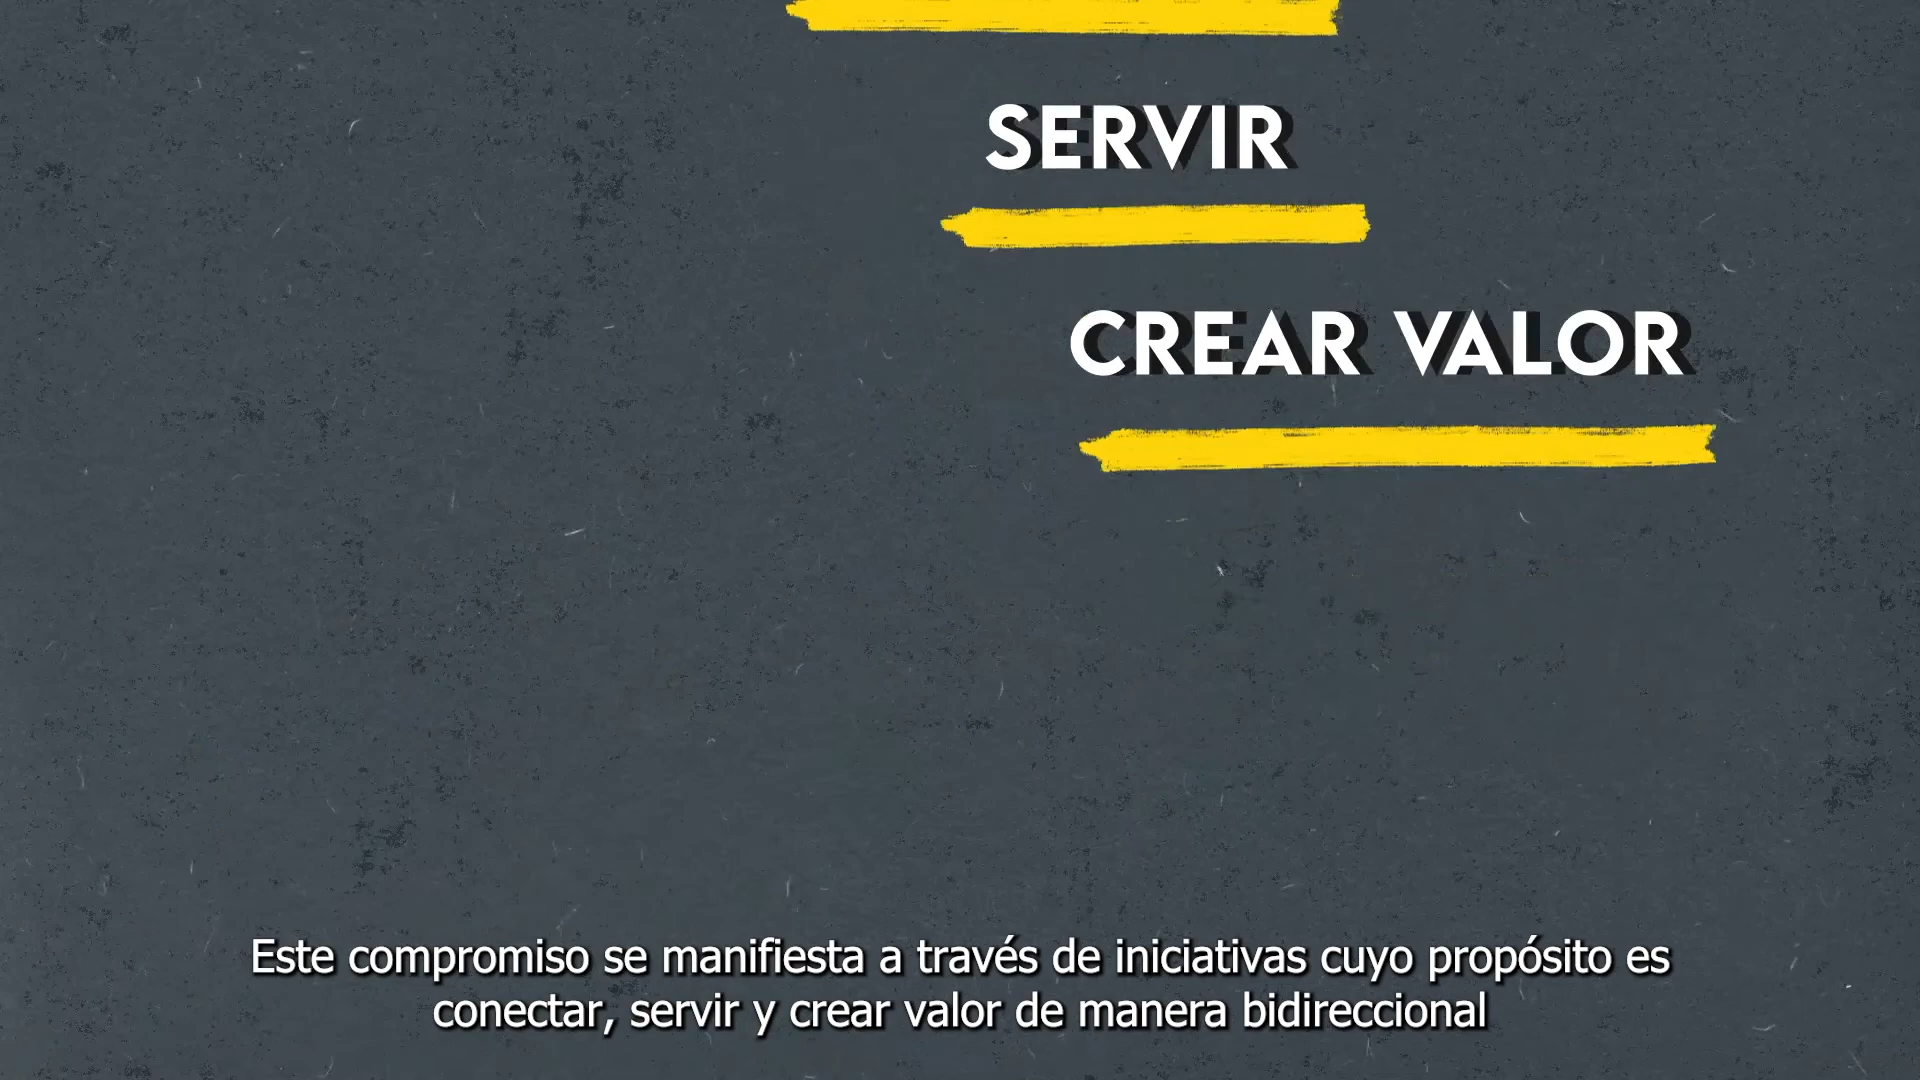 SERVIR
CREAR VALOR
Este compromiso se manifiesta a través de iniciativas cuyo propósito es
conectar, servir y crear valor de manera bidireccional